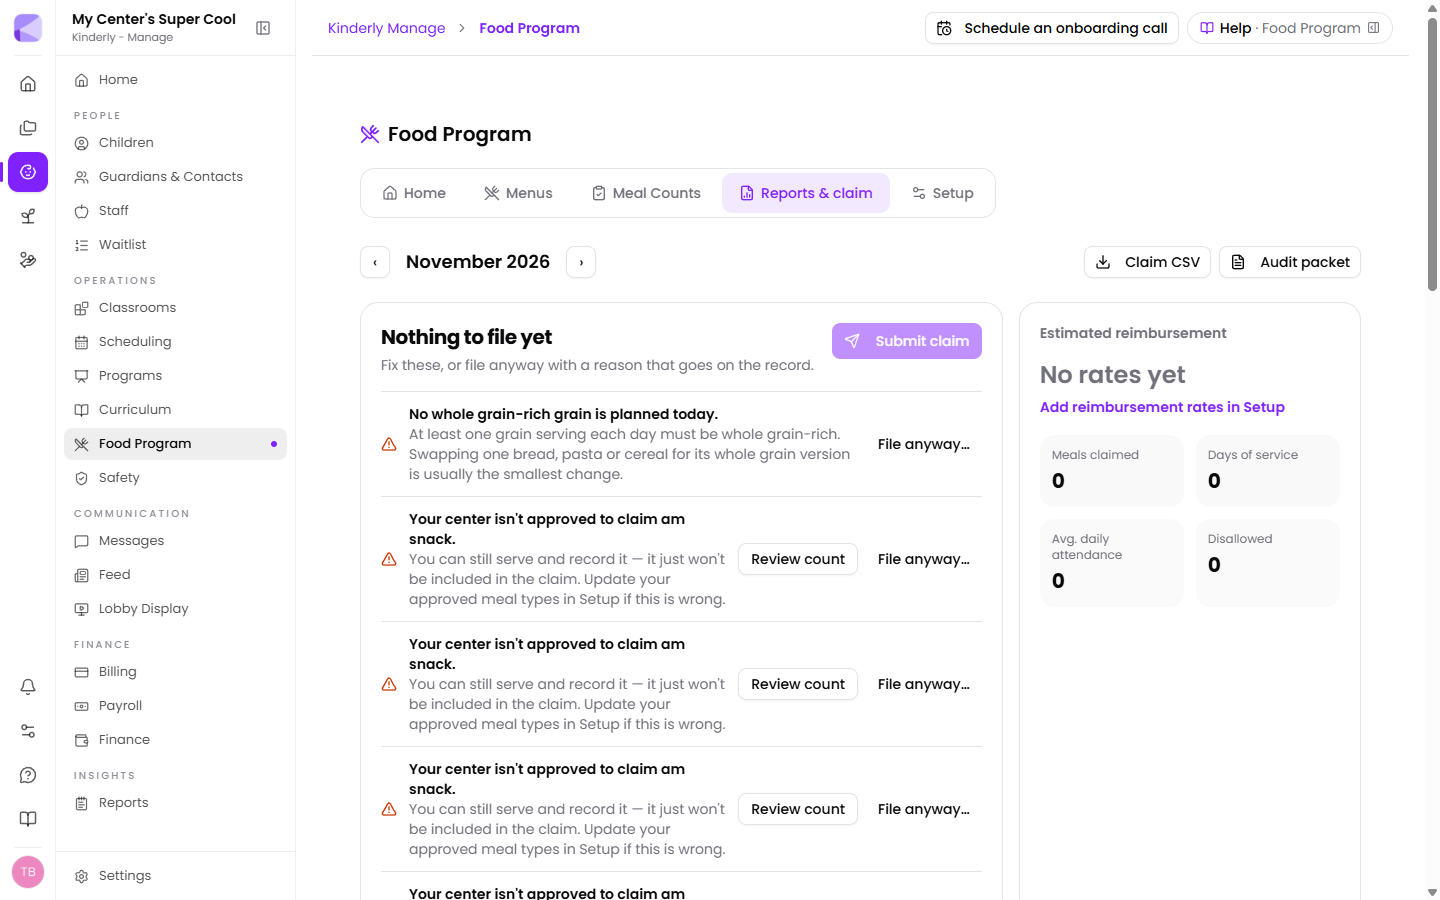 My Center's Super Cool
Kinderly - Manage
Home
PEOPLE
Children
Guardians & Contacts
Staff
Waitlist
OPERATIONS
Classrooms
Scheduling
Programs
Curriculum
Food Program
Safety
COMMUNICATION
Messages
Feed
Lobby Display
FINANCE
Billing
Payroll
Finance
INSIGHTS
Reports
Settings
TB
Kinderly Manage › Food Program
Schedule an onboarding call
Help · Food Program
Food Program
Home
Menus
Meal Counts
Reports & claim
Setup
‹
November 2026
›
Claim CSV
Audit packet
Nothing to file yet
Fix these, or file anyway with a reason that goes on the record.
Submit claim
No whole grain-rich grain is planned today.
At least one grain serving each day must be whole grain-rich.
Swapping one bread, pasta or cereal for its whole grain version
is usually the smallest change.
File anyway...
Your center isn't approved to claim am
snack.
You can still serve and record it — it just won't
be included in the claim. Update your
approved meal types in Setup if this is wrong.
Review count
File anyway...
Your center isn't approved to claim am
snack.
You can still serve and record it — it just won't
be included in the claim. Update your
approved meal types in Setup if this is wrong.
Review count
File anyway...
Your center isn't approved to claim am
snack.
You can still serve and record it — it just won't
be included in the claim. Update your
approved meal types in Setup if this is wrong.
Review count
File anyway...
Your center isn't approved to claim am
Estimated reimbursement
No rates yet
Add reimbursement rates in Setup
Meals claimed
0
Days of service
0
Avg. daily
attendance
0
Disallowed
0